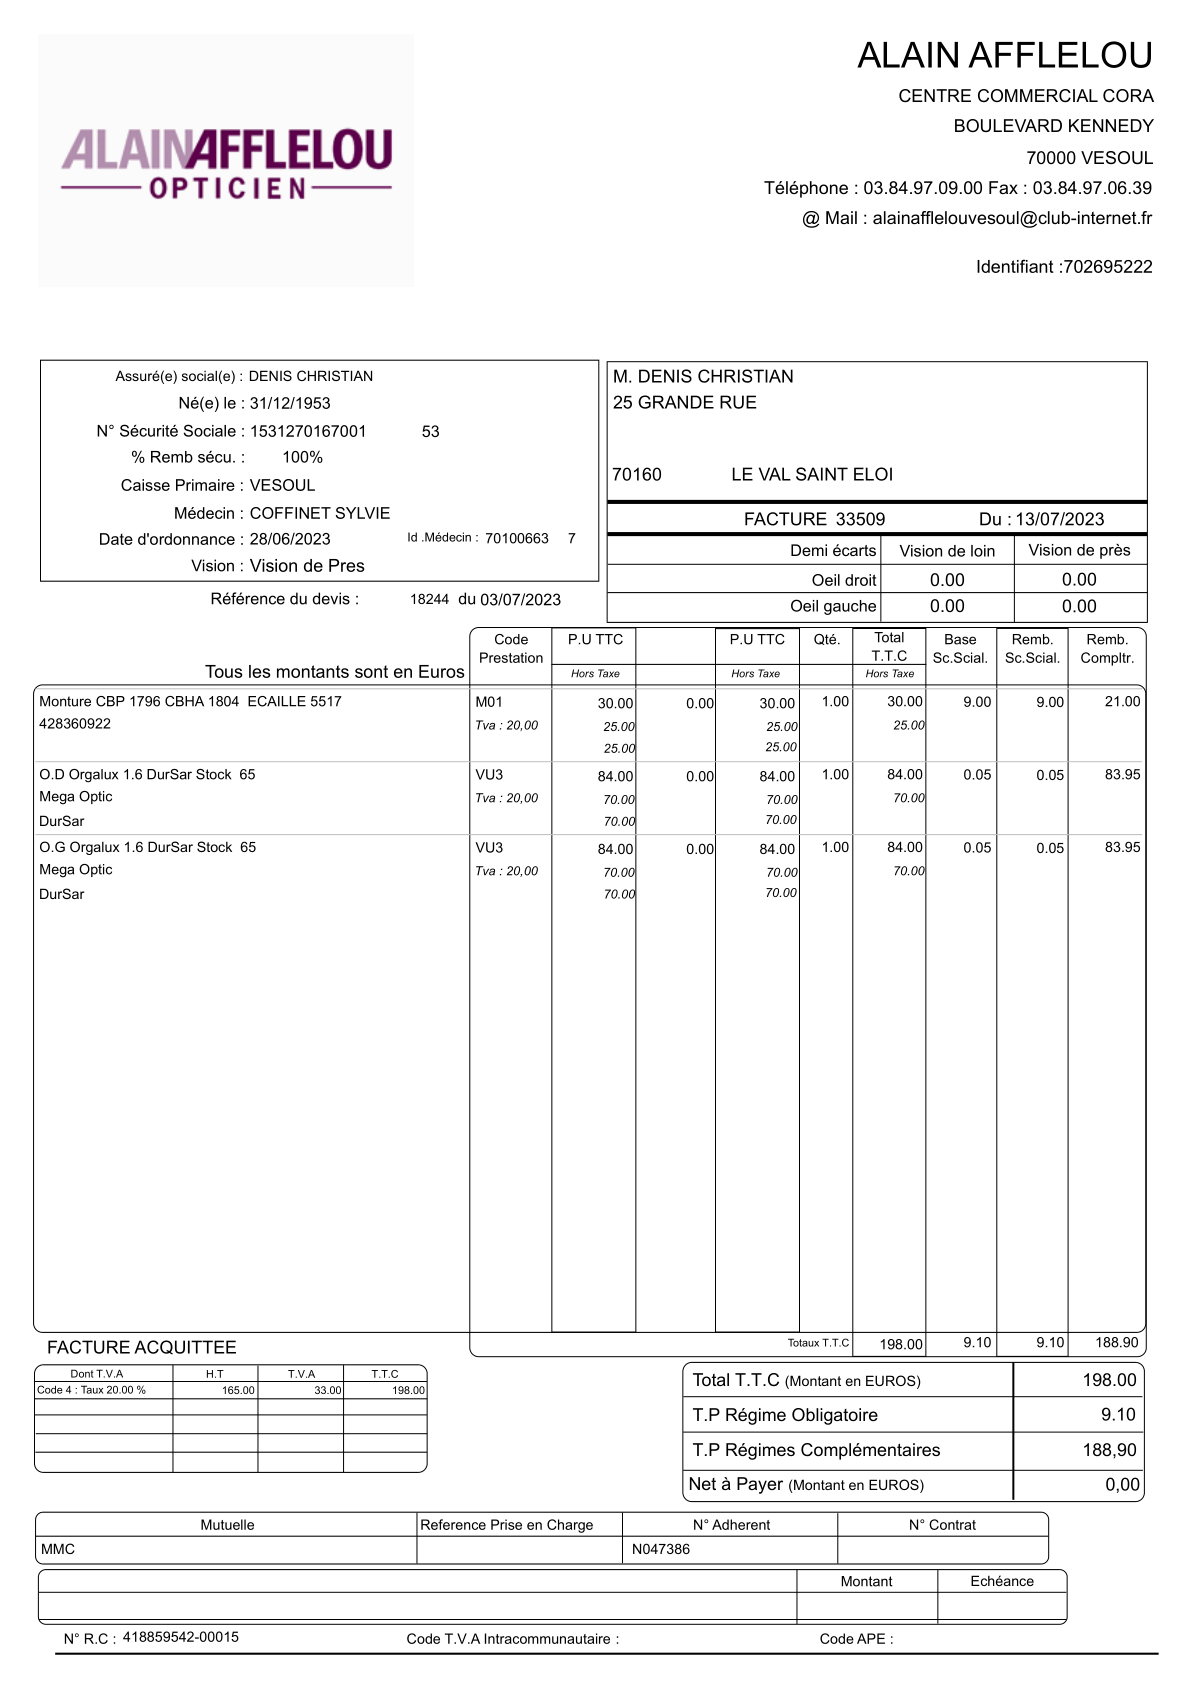 ALAINAFFLELOU
OPTICIEN
ALAIN AFFLELOU
CENTRE COMMERCIAL CORA
BOULEVARD KENNEDY
70000 VESOUL
Téléphone : 03.84.97.09.00 Fax : 03.84.97.06.39
@ Mail : alainafflelouvesoul@club-internet.fr
Identifiant :702695222
Assuré(e) social(e) : DENIS CHRISTIAN
Né(e) le : 31/12/1953
N° Sécurité Sociale : 1531270167001 53
% Remb sécu. : 100%
Caisse Primaire : VESOUL
Médecin : COFFINET SYLVIE
Date d'ordonnance : 28/06/2023 Id .Médecin : 70100663 7
Vision : Vision de Pres
Référence du devis : 18244 du 03/07/2023
M. DENIS CHRISTIAN
25 GRANDE RUE
70160 LE VAL SAINT ELOI
FACTURE 33509 Du : 13/07/2023
Demi écarts Vision de loin Vision de près
Oeil droit 0.00 0.00
Oeil gauche 0.00 0.00
Code P.U TTC P.U TTC Qté. Total Base Remb. Remb.
Prestation T.T.C Sc.Scial. Sc.Scial. Compltr.
Tous les montants sont en Euros Hors Taxe Hors Taxe Hors Taxe
Monture CBP 1796 CBHA 1804 ECAILLE 5517 M01 30.00 0.00 30.00 1.00 30.00 9.00 9.00 21.00
428360922 Tva : 20,00 25.00 25.00 25.00
25.00 25.00
O.D Orgalux 1.6 DurSar Stock 65 VU3 84.00 0.00 84.00 1.00 84.00 0.05 0.05 83.95
Mega Optic Tva : 20,00 70.00 70.00 70.00
DurSar 70.00 70.00
O.G Orgalux 1.6 DurSar Stock 65 VU3 84.00 0.00 84.00 1.00 84.00 0.05 0.05 83.95
Mega Optic Tva : 20,00 70.00 70.00 70.00
DurSar 70.00 70.00
Totaux T.T.C 198.00 9.10 9.10 188.90
FACTURE ACQUITTEE
Dont T.V.A H.T T.V.A T.T.C
Code 4 : Taux 20.00 % 165.00 33.00 198.00
Total T.T.C (Montant en EUROS) 198.00
T.P Régime Obligatoire 9.10
T.P Régimes Complémentaires 188,90
Net à Payer (Montant en EUROS) 0,00
Mutuelle Reference Prise en Charge N° Adherent N° Contrat
MMC N047386
Montant Echéance
N° R.C : 418859542-00015 Code T.V.A Intracommunautaire : Code APE :